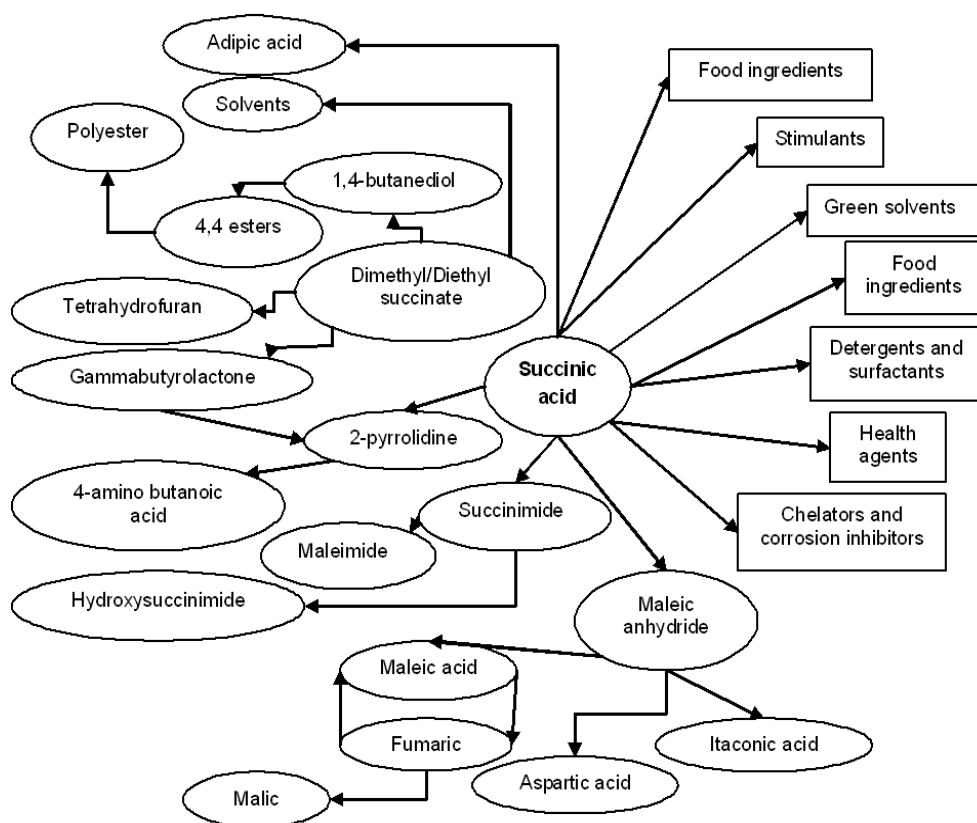 Adipic acid
Food ingredients
Solvents
Polyester
Stimulants
1,4-butanediol
Green solvents
4,4 esters
Dimethyl/Diethyl
succinate
Food
ingredients
Tetrahydrofuran
Detergents and
surfactants
Gammabutyrolactone
Succinic
acid
2-pyrrolidine
Health
agents
4-amino butanoic
acid
Succinimide
Chelators and
corrosion inhibitors
Maleimide
Hydroxysuccinimide
Maleic
anhydride
Maleic acid
Fumaric
Itaconic acid
Aspartic acid
Malic